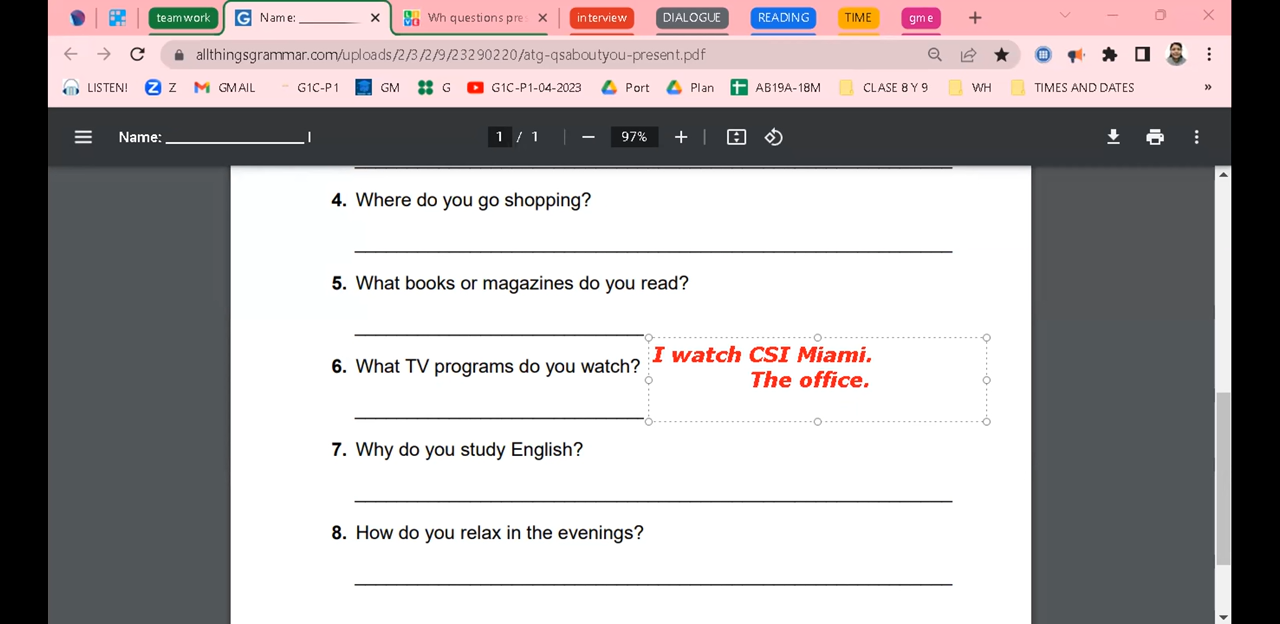 teamwork
Name: ________
Wh questions pre
interview
DIALOGUE
READING
TIME
gme
allthingsgrammar.com/uploads/2/3/2/9/23290220/atg-qsaboutyou-present.pdf
LISTEN!
Z
GMAIL
G1C-P1
GM
G
G1C-P1-04-2023
Port
Plan
AB19A-18M
CLASE 8 Y 9
WH
TIMES AND DATES
»
Name: __________________ I
1 / 1
97%
4. Where do you go shopping?
5. What books or magazines do you read?
I watch CSI Miami.
6. What TV programs do you watch?
The office.
7. Why do you study English?
8. How do you relax in the evenings?